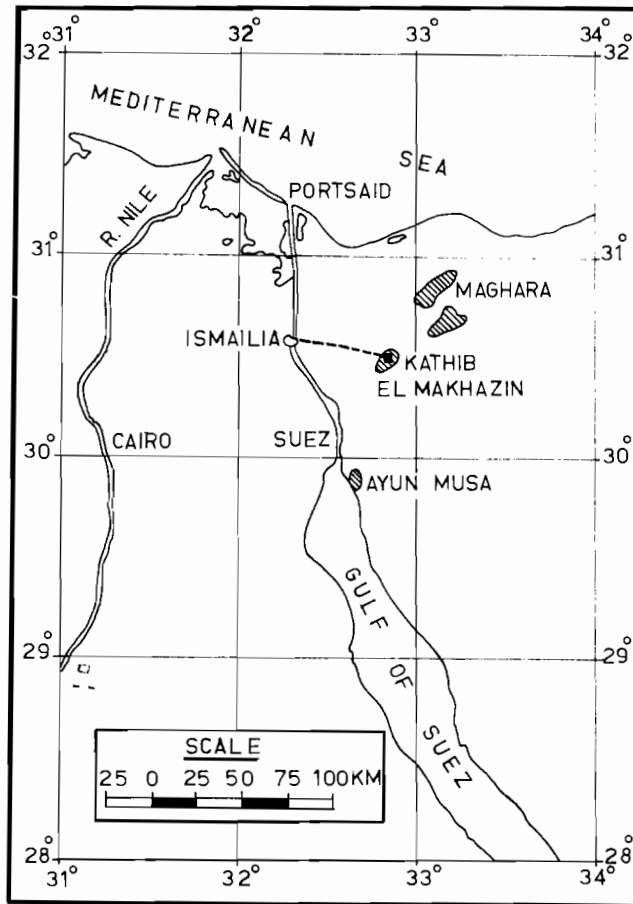 31° 32° 33° 34°
32° 32°
MEDITERRANEAN
SEA
PORTSAID
R. NILE
31° 31°
MAGHARA
ISMAILIA
KATHIB
EL MAKHAZIN
CAIRO
SUEZ
30° 30°
AYUN MUSA
GULF
OF
SUEZ
29° 29°
SCALE
25 0 25 50 75 100 KM
28° 28°
31° 32° 33° 34°